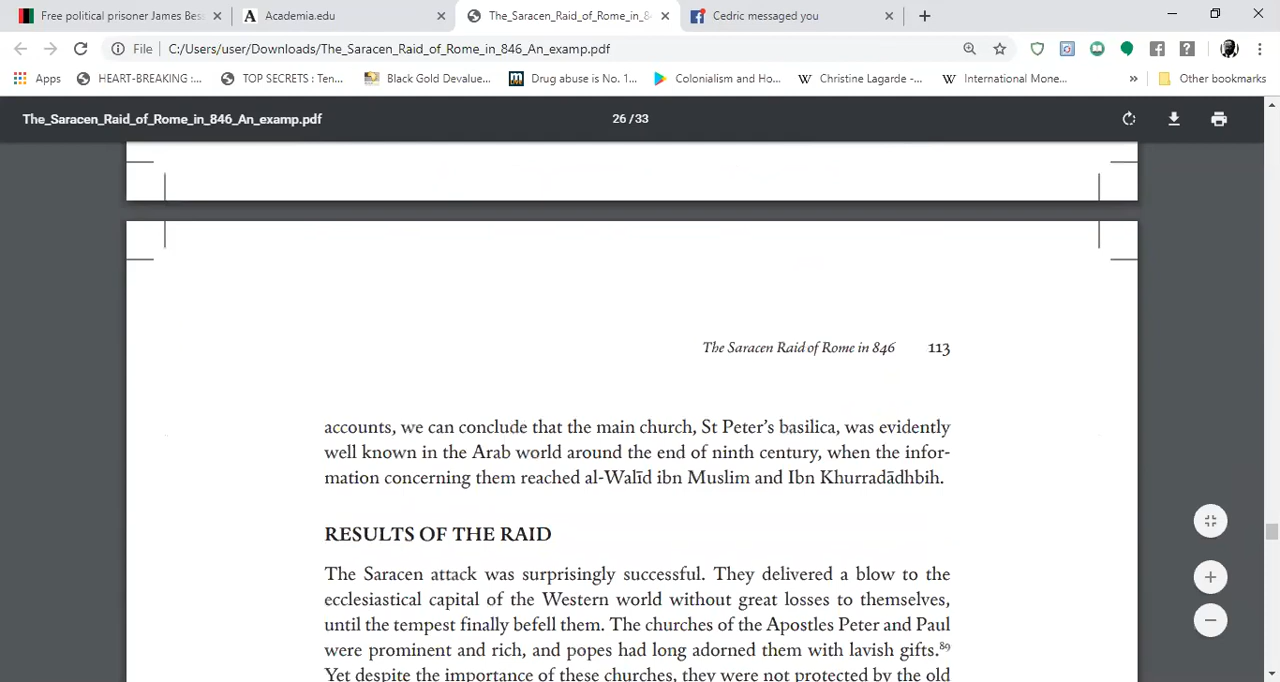 Free political prisoner James Bes
Academia.edu
The_Saracen_Raid_of_Rome_in_8
Cedric messaged you
File
C:/Users/user/Downloads/The_Saracen_Raid_of_Rome_in_846_An_examp.pdf
Apps
HEART-BREAKING :...
TOP SECRETS : Ten...
Black Gold Devalue...
Drug abuse is No. 1...
Colonialism and Ho...
Christine Lagarde -...
International Mone...
Other bookmarks
The_Saracen_Raid_of_Rome_in_846_An_examp.pdf
26 / 33
The Saracen Raid of Rome in 846 113
accounts, we can conclude that the main church, St Peter's basilica, was evidently
well known in the Arab world around the end of ninth century, when the infor-
mation concerning them reached al-Walīd ibn Muslim and Ibn Khurradādhbih.
RESULTS OF THE RAID
The Saracen attack was surprisingly successful. They delivered a blow to the
ecclesiastical capital of the Western world without great losses to themselves,
until the tempest finally befell them. The churches of the Apostles Peter and Paul
were prominent and rich, and popes had long adorned them with lavish gifts.89
Yet despite the importance of these churches, they were not protected by the old